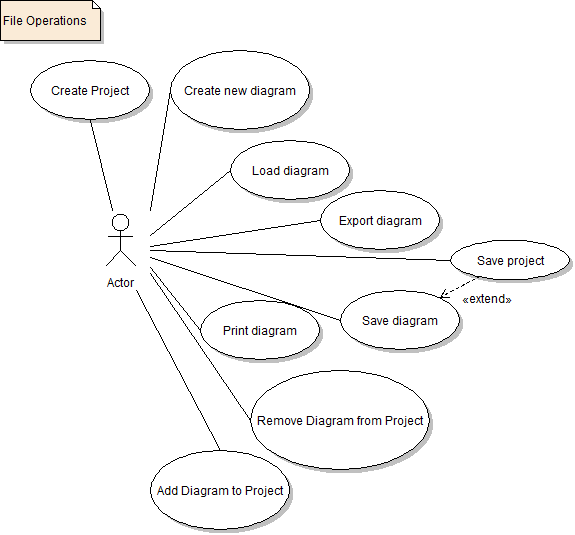 File Operations
Create Project
Create new diagram
Load diagram
Export diagram
Save project
Actor
«extend»
Save diagram
Print diagram
Remove Diagram from Project
Add Diagram to Project